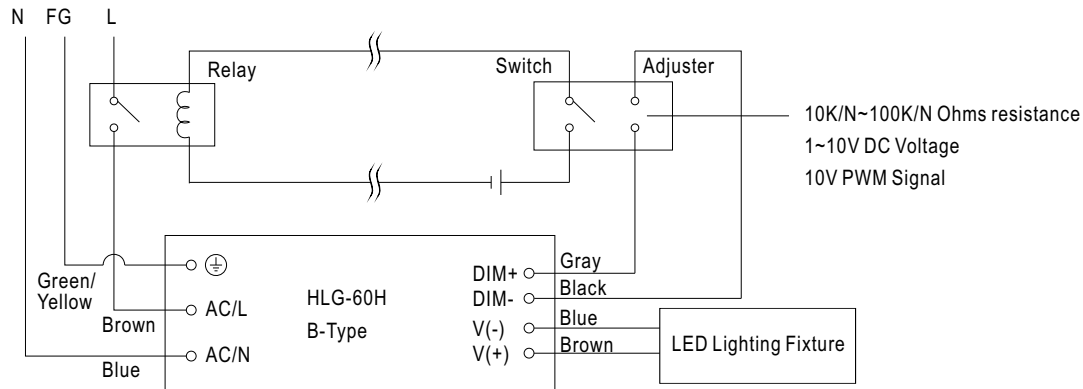 N FG L
Relay
Switch
Adjuster
10K/N~100K/N Ohms resistance
1~10V DC Voltage
10V PWM Signal
Green/
Yellow
Brown
Blue
AC/L
AC/N
HLG-60H
B-Type
DIM+
DIM-
V(-)
V(+)
Gray
Black
Blue
Brown
LED Lighting Fixture